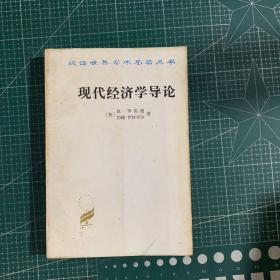 汉译世界学术名著丛书
现代经济学导论
〔英〕琼·罗宾逊
约翰·伊特韦尔 著